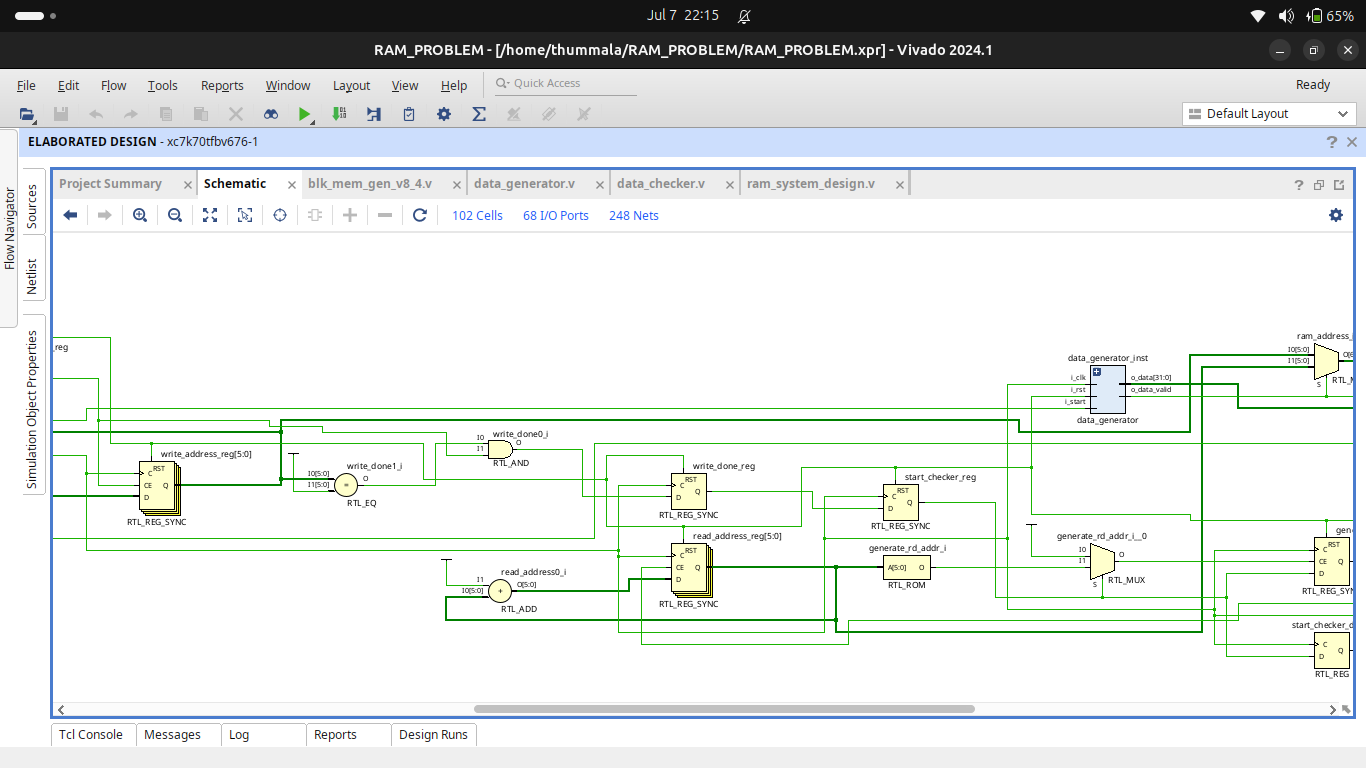 Jul 7 22:15
65%
RAM_PROBLEM - [/home/thummala/RAM_PROBLEM/RAM_PROBLEM.xpr] - Vivado 2024.1
File Edit Flow Tools Reports Window Layout View Help Quick Access Ready
Default Layout
ELABORATED DESIGN - xc7k70tfbv676-1
Flow Navigator
Sources
Netlist
Simulation Object Properties
Project Summary Schematic blk_mem_gen_v8_4.v data_generator.v data_checker.v ram_system_design.v
102 Cells 68 I/O Ports 248 Nets
_reg
write_address_reg[5:0]
RST
C
CE Q
D
RTL_REG_SYNC
write_done1_i
I0[5:0] O
I1[5:0] =
RTL_EQ
write_done0_i
I0 O
I1
RTL_AND
write_done_reg
RST
C
Q
D
RTL_REG_SYNC
read_address_reg[5:0]
RST
C
CE Q
D
RTL_REG_SYNC
read_address0_i
I1 O[5:0]
I0[5:0] +
RTL_ADD
start_checker_reg
RST
C Q
D
RTL_REG_SYNC
generate_rd_addr_i
A[5:0] O
RTL_ROM
data_generator_inst
i_clk o_data[31:0]
i_rst o_data_valid
i_start
data_generator
generate_rd_addr_i__0
I0 O
I1
S RTL_MUX
ram_address_i
I0[5:0] O[5
I1[5:0]
S RTL_M
gen
RST
C
CE Q
D
RTL_REG_SYN
start_checker_d
C Q
D
RTL_REG
Tcl Console Messages Log Reports Design Runs